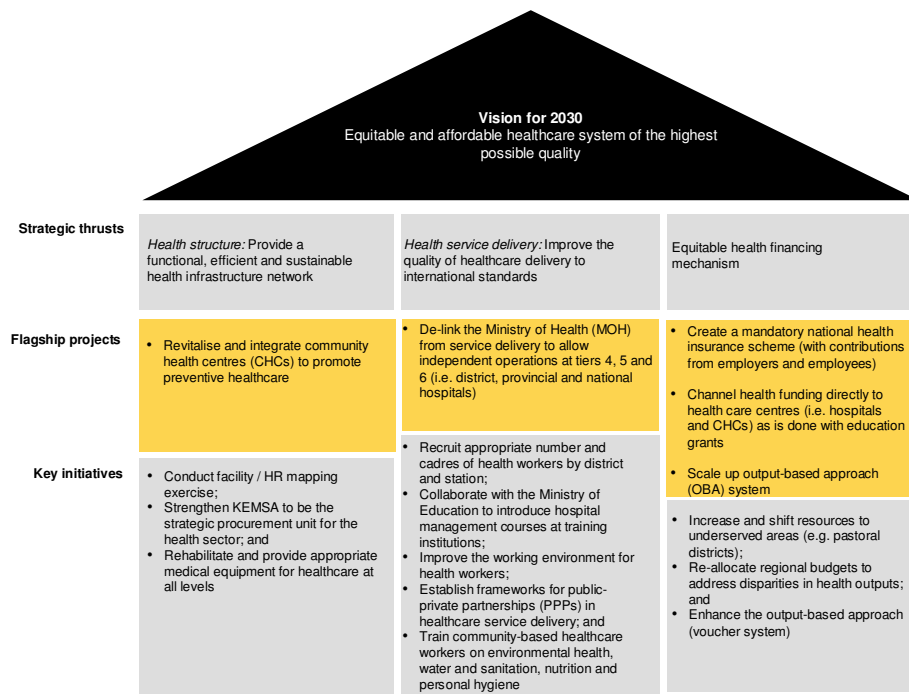 Vision for 2030
Equitable and affordable healthcare system of the highest
possible quality
Strategic thrusts
Health structure: Provide a
functional, efficient and sustainable
health infrastructure network
Health service delivery: Improve the
quality of healthcare delivery to
international standards
Equitable health financing
mechanism
Flagship projects
• Revitalise and integrate community
health centres (CHCs) to promote
preventive healthcare
• De-link the Ministry of Health (MOH)
from service delivery to allow
independent operations at tiers 4, 5 and
6 (i.e. district, provincial and national
hospitals)
• Create a mandatory national health
insurance scheme (with contributions
from employers and employees)
• Channel health funding directly to
health care centres (i.e. hospitals
and CHCs) as is done with education
grants
• Scale up output-based approach
(OBA) system
Key initiatives
• Conduct facility / HR mapping
exercise;
• Strengthen KEMSA to be the
strategic procurement unit for the
health sector; and
• Rehabilitate and provide appropriate
medical equipment for healthcare at
all levels
• Recruit appropriate number and
cadres of health workers by district
and station;
• Collaborate with the Ministry of
Education to introduce hospital
management courses at training
institutions;
• Improve the working environment for
health workers;
• Establish frameworks for public-
private partnerships (PPPs) in
healthcare service delivery; and
• Train community-based healthcare
workers on environmental health,
water and sanitation, nutrition and
personal hygiene
• Increase and shift resources to
underserved areas (e.g. pastoral
districts);
• Re-allocate regional budgets to
address disparities in health outputs;
and
• Enhance the output-based approach
(voucher system)